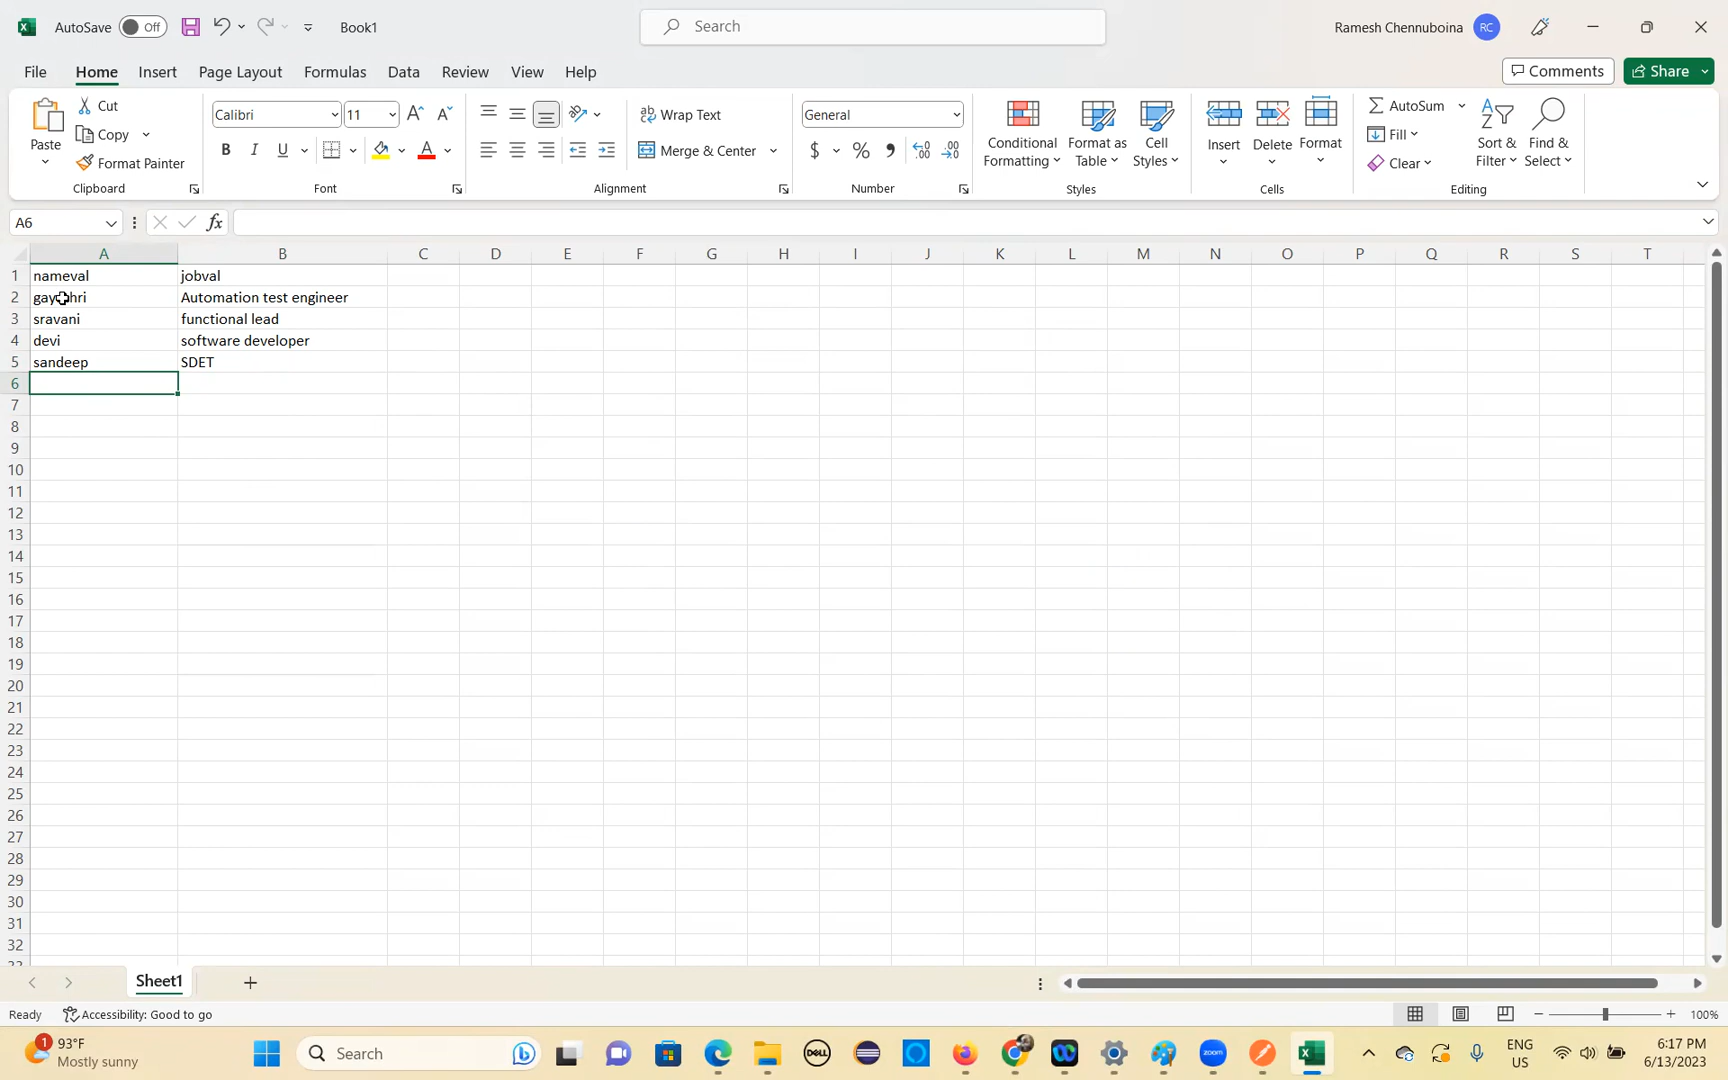 AutoSave Off Book1 Search Ramesh Chennuboina RC
File Home Insert Page Layout Formulas Data Review View Help Comments Share
Paste Cut Copy Format Painter Clipboard
Calibri 11 B I U A Font
Wrap Text Merge & Center Alignment
General $ % Number
Conditional Formatting Format as Table Cell Styles Styles
Insert Delete Format Cells
AutoSum Fill Clear Sort & Filter Find & Select Editing
A6 fx
A B C D E F G H I J K L M N O P Q R S T
1 nameval jobval
2 Automation test engineer
3 sravani functional lead
4 devi software developer
5 sandeep SDET
6
7
8
9
10
11
12
13
14
15
16
17
18
19
20
21
22
23
24
25
26
27
28
29
30
31
32
Sheet1
Ready Accessibility: Good to go 100%
1 93°F
Mostly sunny
Search DELL zoom ENG
US
6:17 PM
6/13/2023